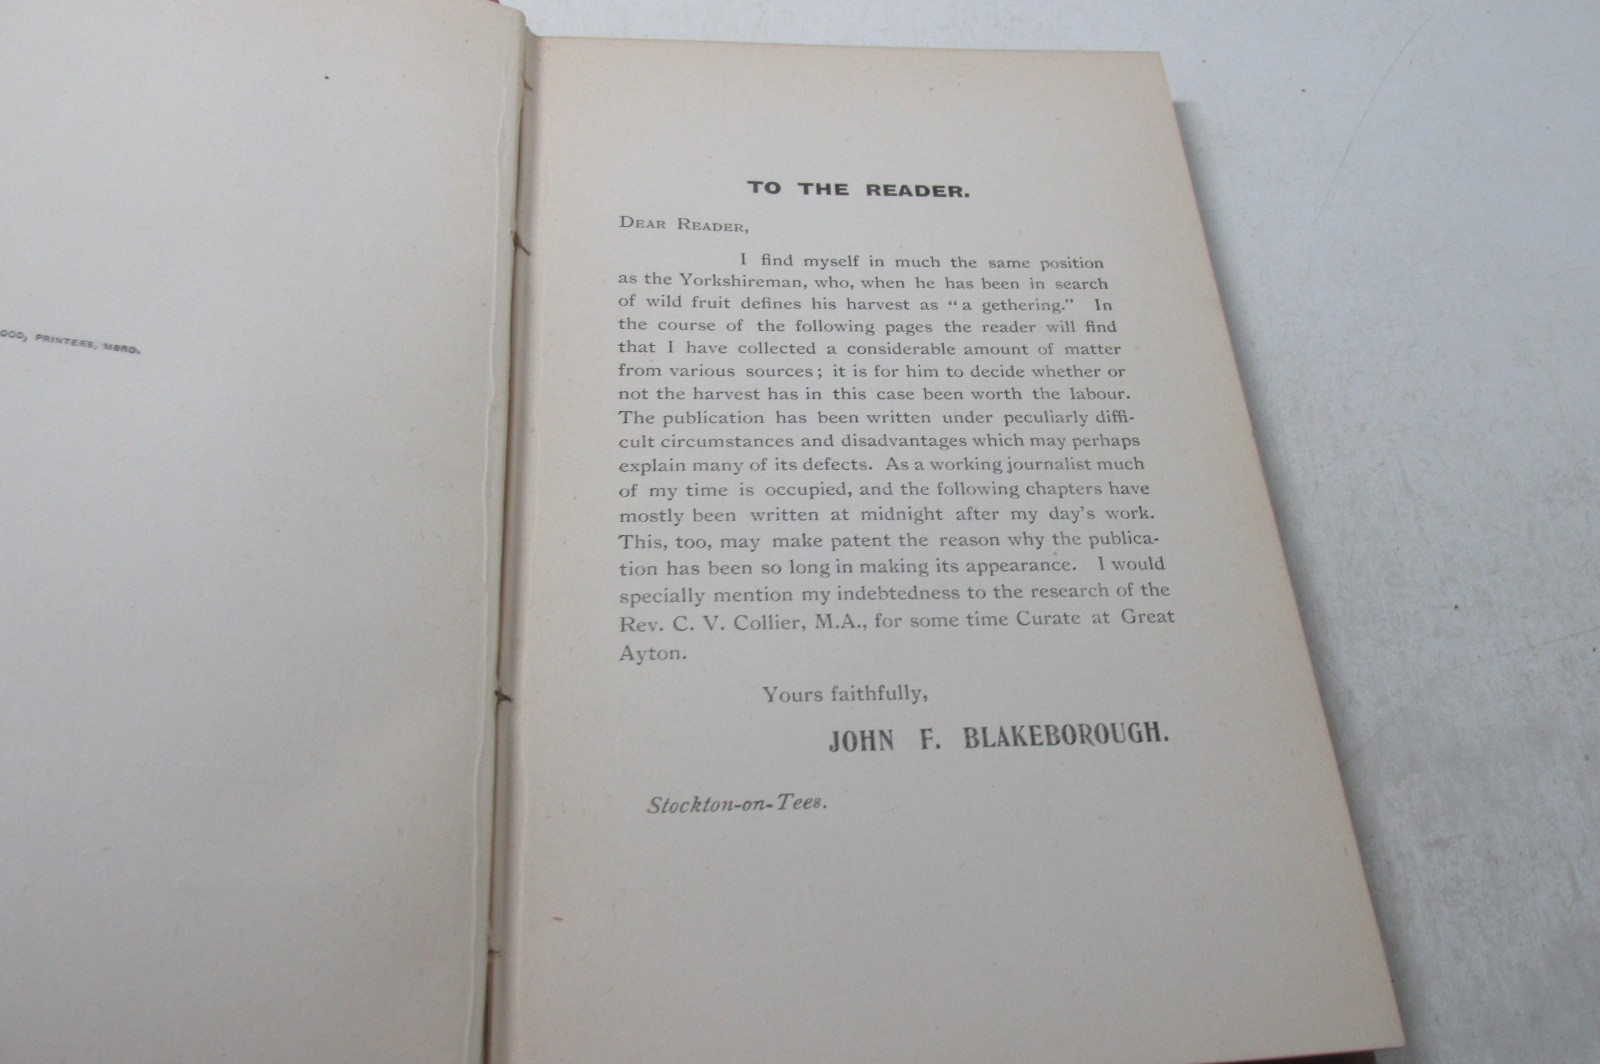 PRINTERS, MBRO.
TO THE READER.
DEAR READER,
I find myself in much the same position
as the Yorkshireman, who, when he has been in search
of wild fruit defines his harvest as "a gethering." In
the course of the following pages the reader will find
that I have collected a considerable amount of matter
from various sources; it is for him to decide whether or
not the harvest has in this case been worth the labour.
The publication has been written under peculiarly diffi-
cult circumstances and disadvantages which may perhaps
explain many of its defects. As a working journalist much
of my time is occupied, and the following chapters have
mostly been written at midnight after my day's work.
This, too, may make patent the reason why the publica-
tion has been so long in making its appearance. I would
specially mention my indebtedness to the research of the
Rev. C. V. Collier, M.A., for some time Curate at Great
Ayton.
Yours faithfully,
JOHN F. BLAKEBOROUGH.
Stockton-on-Tees.